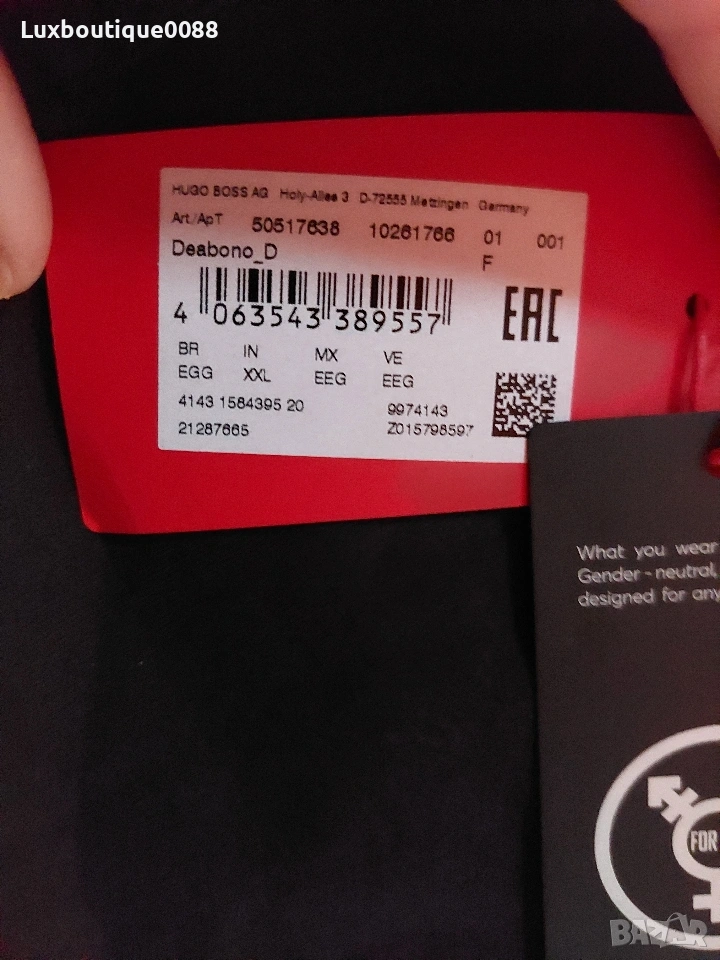 Luxboutique0088
HUGO BOSS AG Holy-Allee 3 D-72555 Metzingen Germany
Art./АрТ 50517638 10261766 01 001
Deabono_D F
4 063543 389557
EAC
BR IN MX VE
EGG XXL EEG EEG
4143 1584395 20 9974143
21287665 Z015798597
What you wear
Gender-neutral,
designed for any
FOR
BAZAR